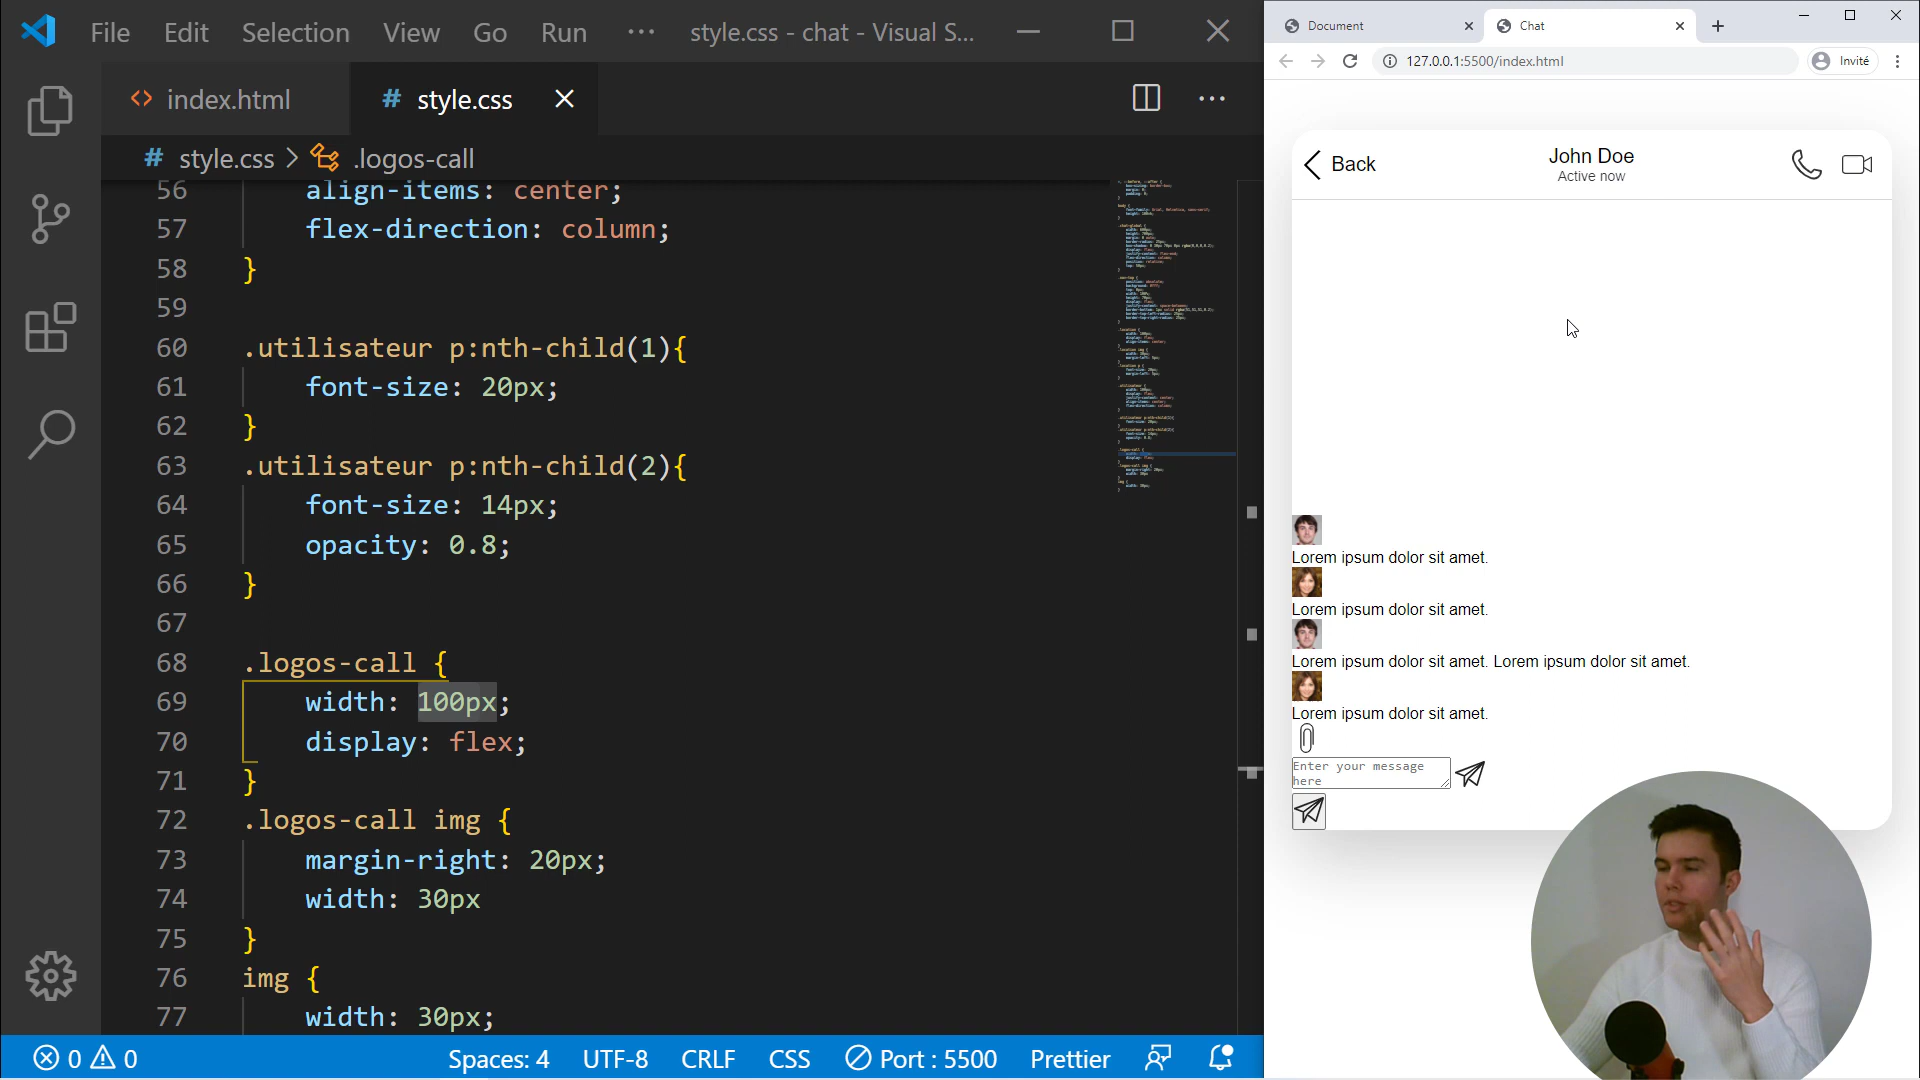 File Edit Selection View Go Run ··· style.css - chat - Visual S...
index.html # style.css
# style.css > .logos-call
56 align-items: center;
57 flex-direction: column;
58 }
59
60 .utilisateur p:nth-child(1){
61 font-size: 20px;
62 }
63 .utilisateur p:nth-child(2){
64 font-size: 14px;
65 opacity: 0.8;
66 }
67
68 .logos-call {
69 width: 100px;
70 display: flex;
71 }
72 .logos-call img {
73 margin-right: 20px;
74 width: 30px
75 }
76 img {
77 width: 30px;
0 0 Spaces: 4 UTF-8 CRLF CSS Port : 5500 Prettier
Document Chat
127.0.0.1:5500/index.html Invité
Back
John Doe
Active now
Lorem ipsum dolor sit amet.
Lorem ipsum dolor sit amet.
Lorem ipsum dolor sit amet. Lorem ipsum dolor sit amet.
Lorem ipsum dolor sit amet.
Enter your message
here